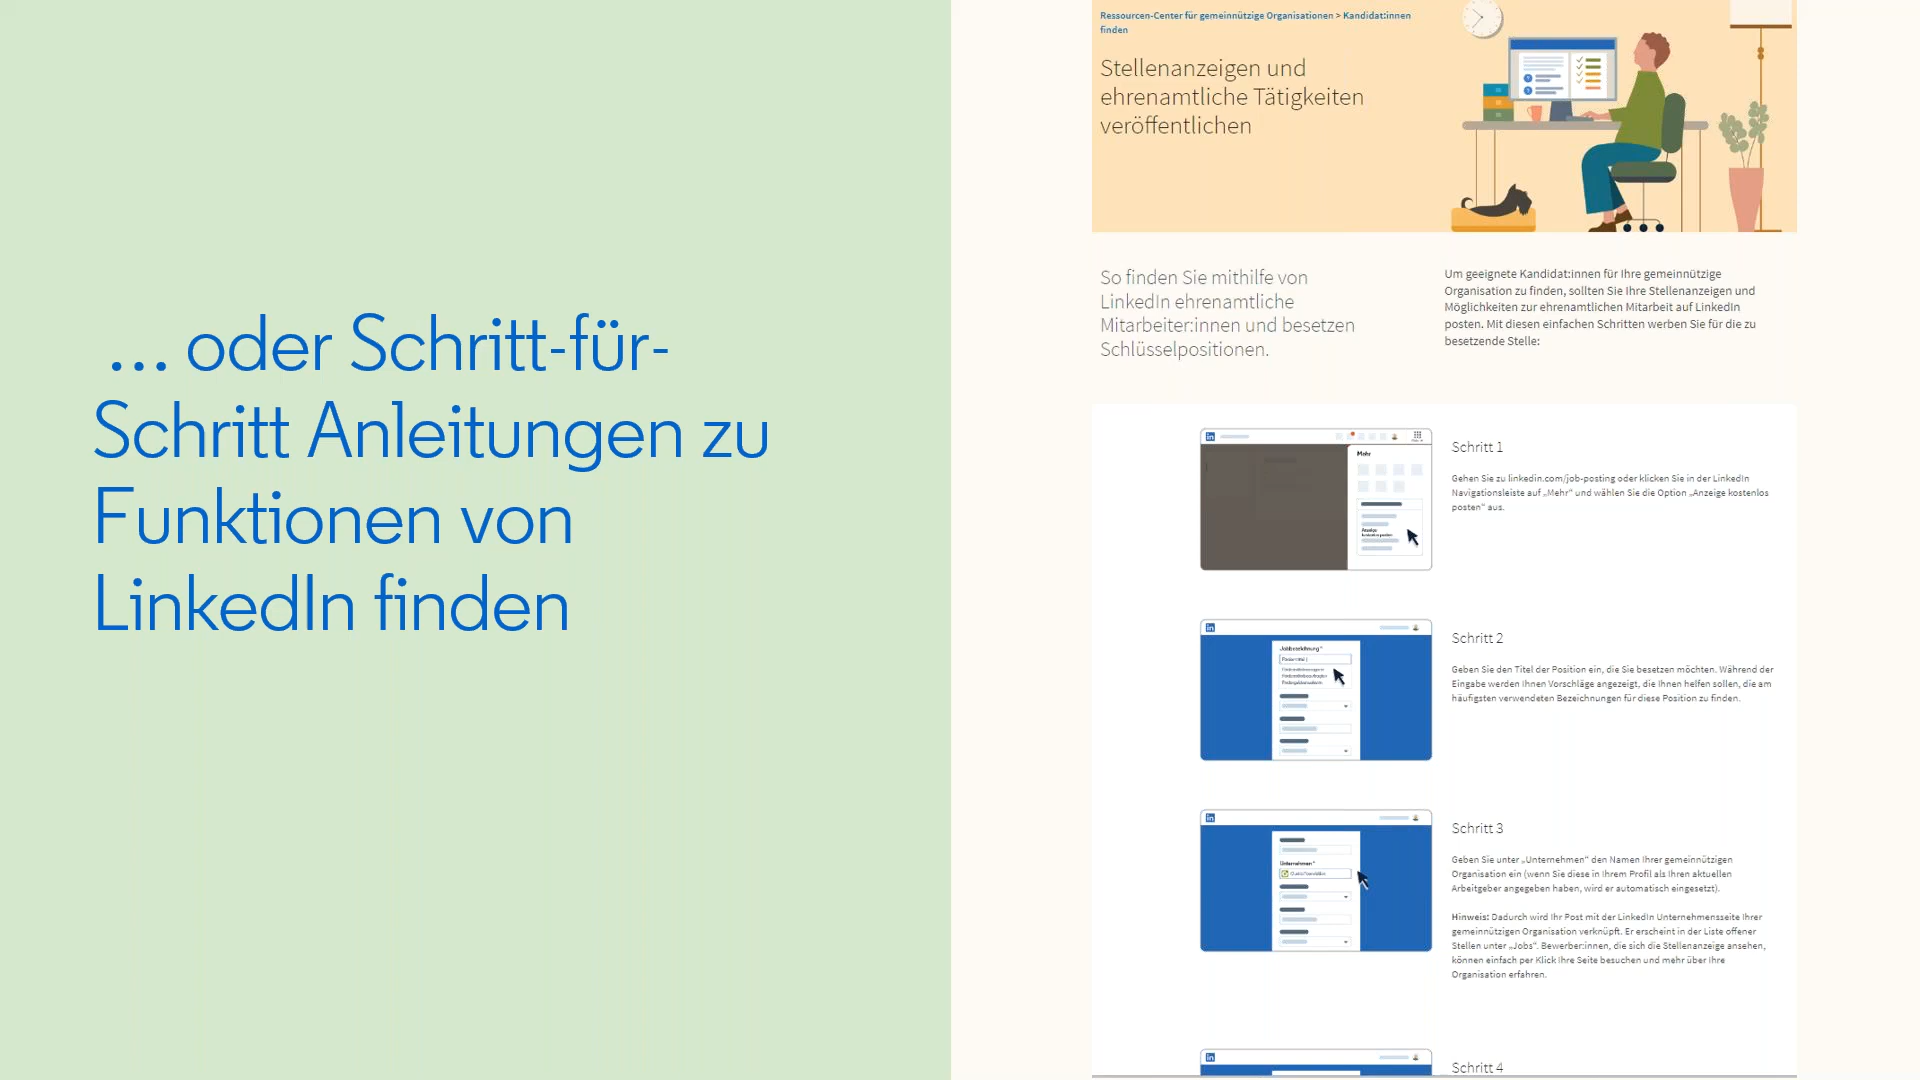 ... oder Schritt-für-
Schritt Anleitungen zu
Funktionen von
LinkedIn finden
Ressourcen-Center für gemeinnützige Organisationen > Kandidat:innen
finden
Stellenanzeigen und
ehrenamtliche Tätigkeiten
veröffentlichen
So finden Sie mithilfe von
LinkedIn ehrenamtliche
Mitarbeiter:innen und besetzen
Schlüsselpositionen.
Um geeignete Kandidat:innen für Ihre gemeinnützige
Organisation zu finden, sollten Sie Ihre Stellenanzeigen und
Möglichkeiten zur ehrenamtlichen Mitarbeit auf LinkedIn
posten. Mit diesen einfachen Schritten werben Sie für die zu
besetzende Stelle:
in
Mehr
Anzeige
kostenlos posten
Schritt 1
Gehen Sie zu linkedin.com/job-posting oder klicken Sie in der LinkedIn
Navigationsleiste auf „Mehr“ und wählen Sie die Option „Anzeige kostenlos
posten“ aus.
in
Jobbezeichnung *
Schritt 2
Geben Sie den Titel der Position ein, die Sie besetzen möchten. Während der
Eingabe werden Ihnen Vorschläge angezeigt, die Ihnen helfen sollen, die am
häufigsten verwendeten Bezeichnungen für diese Position zu finden.
in
Unternehmen *
Schritt 3
Geben Sie unter „Unternehmen“ den Namen Ihrer gemeinnützigen
Organisation ein (wenn Sie diese in Ihrem Profil als Ihren aktuellen
Arbeitgeber angegeben haben, wird er automatisch eingesetzt).
Hinweis: Dadurch wird Ihr Post mit der LinkedIn Unternehmensseite Ihrer
gemeinnützigen Organisation verknüpft. Er erscheint in der Liste offener
Stellen unter „Jobs“. Bewerber:innen, die sich die Stellenanzeige ansehen,
können einfach per Klick Ihre Seite besuchen und mehr über Ihre
Organisation erfahren.
in
Schritt 4